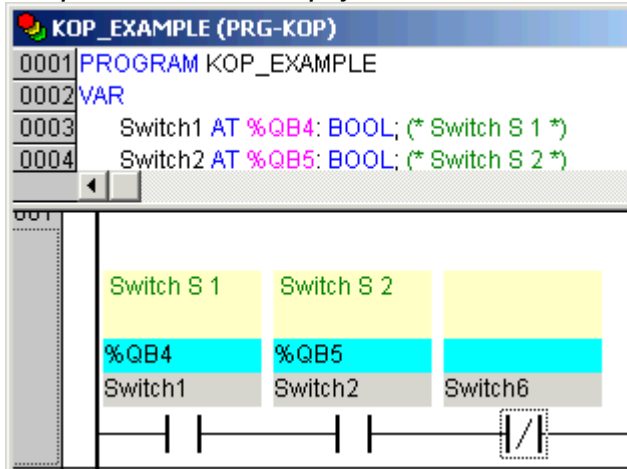 KOP_EXAMPLE (PRG-KOP)
0001 PROGRAM KOP_EXAMPLE
0002 VAR
0003 Switch1 AT %QB4: BOOL; (* Switch S 1 *)
0004 Switch2 AT %QB5: BOOL; (* Switch S 2 *)
Switch S 1 Switch S 2
%QB4 %QB5
Switch1 Switch2 Switch6